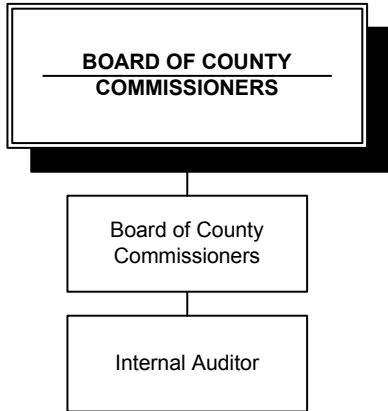 BOARD OF COUNTY
COMMISSIONERS
Board of County
Commissioners
Internal Auditor